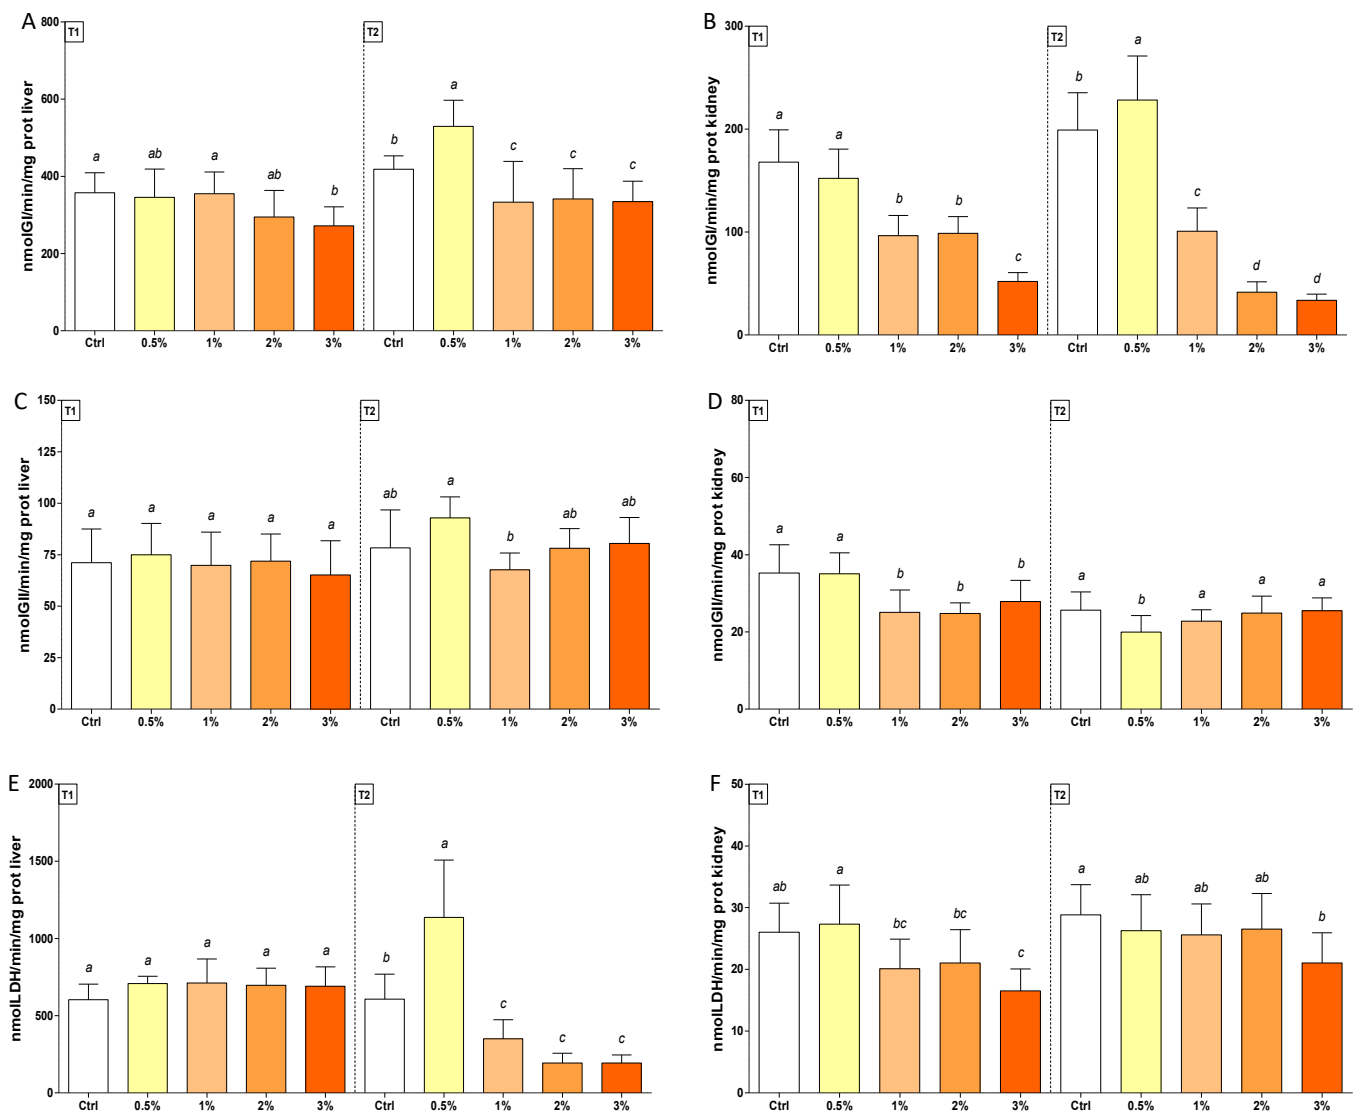 A
nmolGI/min/mg prot liver
800
600
400
200
0
T1
T2
a
ab
a
ab
b
b
a
c
c
c
Ctrl 0.5% 1% 2% 3% Ctrl 0.5% 1% 2% 3%
B
nmolGI/min/mg prot kidney
300
200
100
0
T1
T2
a
a
b
b
c
b
a
c
d
d
Ctrl 0.5% 1% 2% 3% Ctrl 0.5% 1% 2% 3%
C
nmolGII/min/mg prot liver
150
125
100
75
50
25
0
T1
T2
a
a
a
a
a
ab
a
b
ab
ab
Ctrl 0.5% 1% 2% 3% Ctrl 0.5% 1% 2% 3%
D
nmolGII/min/mg prot kidney
80
60
40
20
0
T1
T2
a
a
b
b
b
a
b
a
a
a
Ctrl 0.5% 1% 2% 3% Ctrl 0.5% 1% 2% 3%
E
nmolLDH/min/mg prot liver
2000
1500
1000
500
0
T1
T2
a
a
a
a
a
b
a
c
c
c
Ctrl 0.5% 1% 2% 3% Ctrl 0.5% 1% 2% 3%
F
nmolLDH/min/mg prot kidney
50
40
30
20
10
0
T1
T2
ab
a
bc
bc
c
a
ab
ab
ab
b
Ctrl 0.5% 1% 2% 3% Ctrl 0.5% 1% 2% 3%